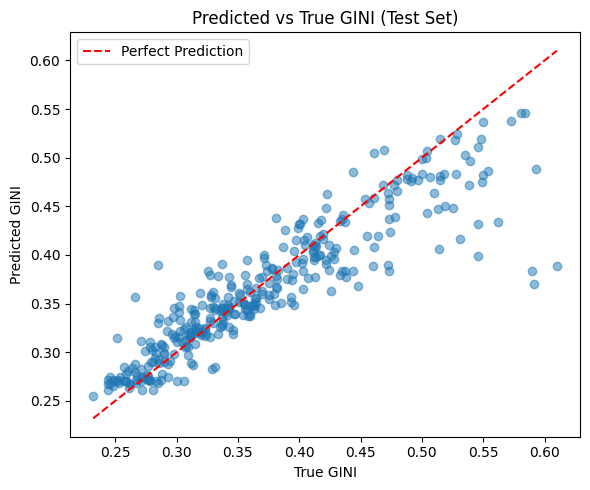 Predicted vs True GINI (Test Set)
Perfect Prediction
Predicted GINI
0.60
0.55
0.50
0.45
0.40
0.35
0.30
0.25
0.25 0.30 0.35 0.40 0.45 0.50 0.55 0.60
True GINI